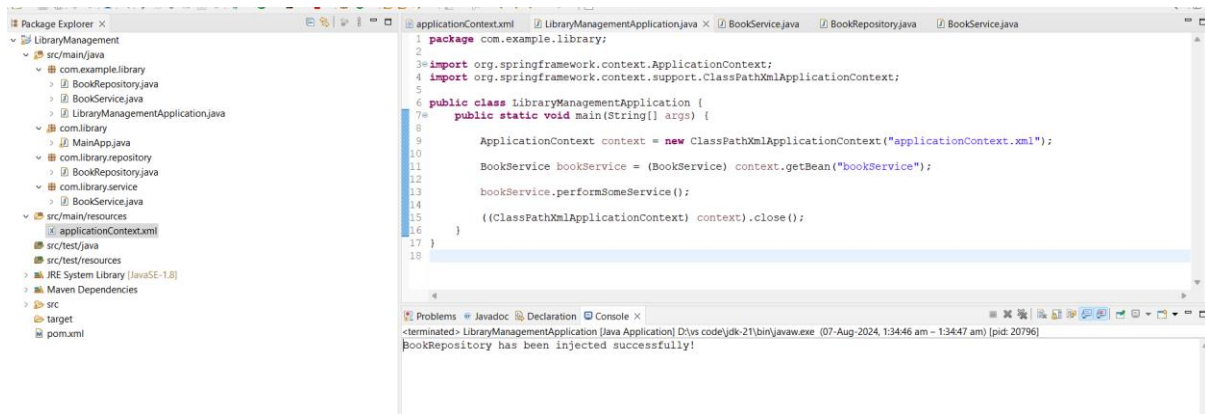 Package Explorer ×
LibraryManagement
src/main/java
com.example.library
BookRepository.java
BookService.java
LibraryManagementApplication.java
com.library
MainApp.java
com.library.repository
BookRepository.java
com.library.service
BookService.java
src/main/resources
applicationContext.xml
src/test/java
src/test/resources
JRE System Library [JavaSE-1.8]
Maven Dependencies
src
target
pom.xml
applicationContext.xml LibraryManagementApplication.java × BookService.java BookRepository.java BookService.java
1 package com.example.library;
2
3 import org.springframework.context.ApplicationContext;
4 import org.springframework.context.support.ClassPathXmlApplicationContext;
5
6 public class LibraryManagementApplication {
7 public static void main(String[] args) {
8
9 ApplicationContext context = new ClassPathXmlApplicationContext("applicationContext.xml");
10
11 BookService bookService = (BookService) context.getBean("bookService");
12
13 bookService.performSomeService();
14
15 ((ClassPathXmlApplicationContext) context).close();
16 }
17 }
18
Problems Javadoc Declaration Console ×
<terminated> LibraryManagementApplication [Java Application] D:\vs code\jdk-21\bin\javaw.exe (07-Aug-2024, 1:34:46 am – 1:34:47 am) [pid: 20796]
BookRepository has been injected successfully!